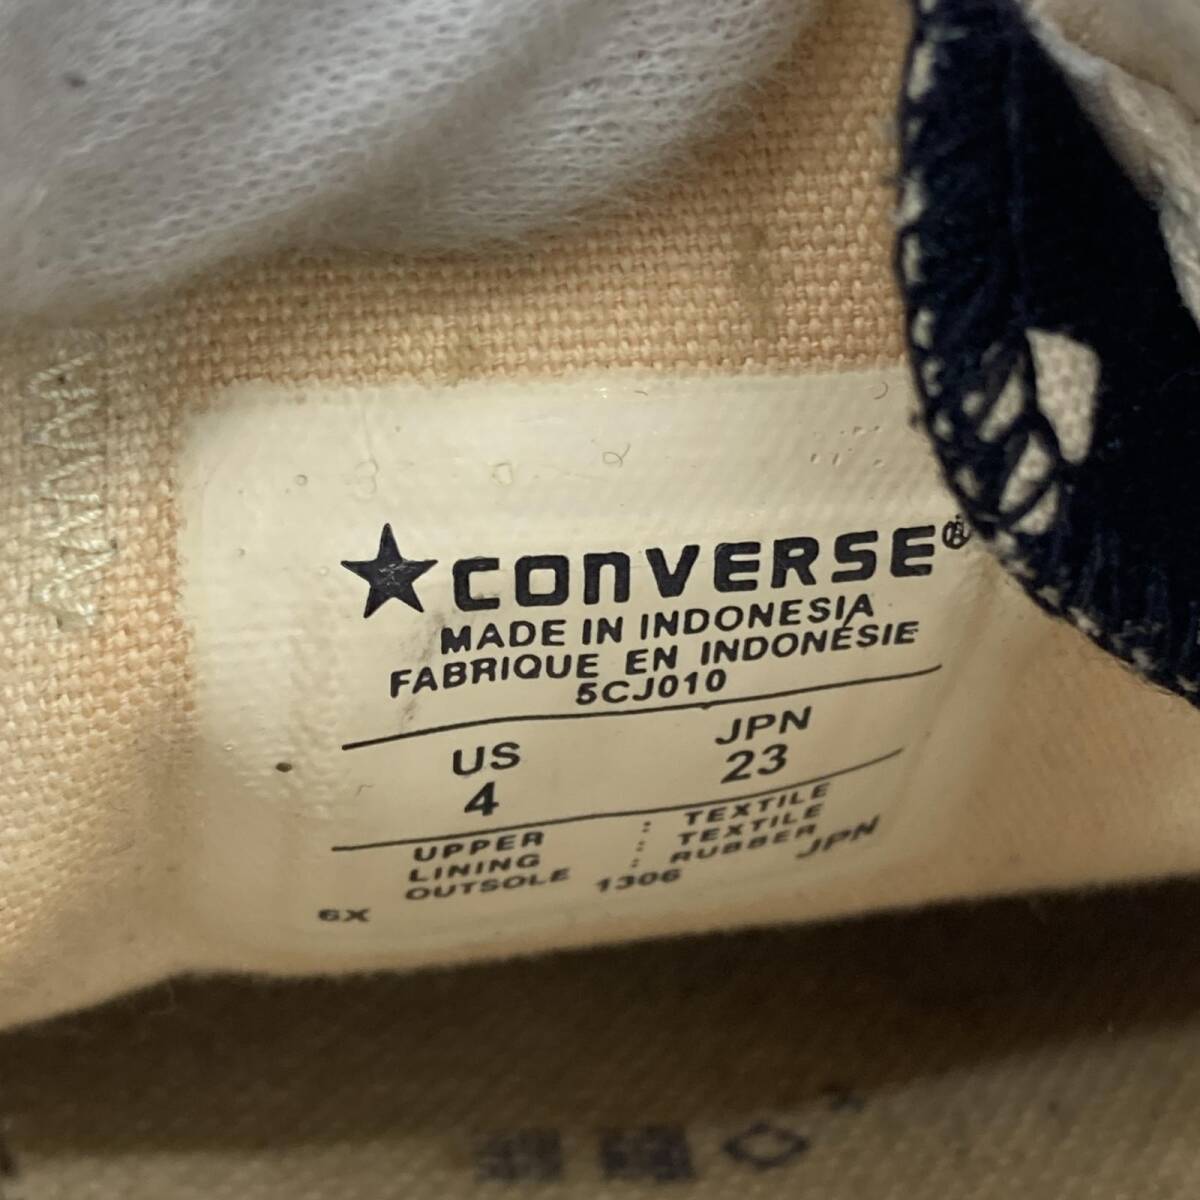 ★CONVERSE®
MADE IN INDONESIA
FABRIQUE EN INDONÉSIE
5CJ010
US JPN
4 23
UPPER : TEXTILE
LINING : TEXTILE
OUTSOLE : RUBBER
6X 1306 JPN